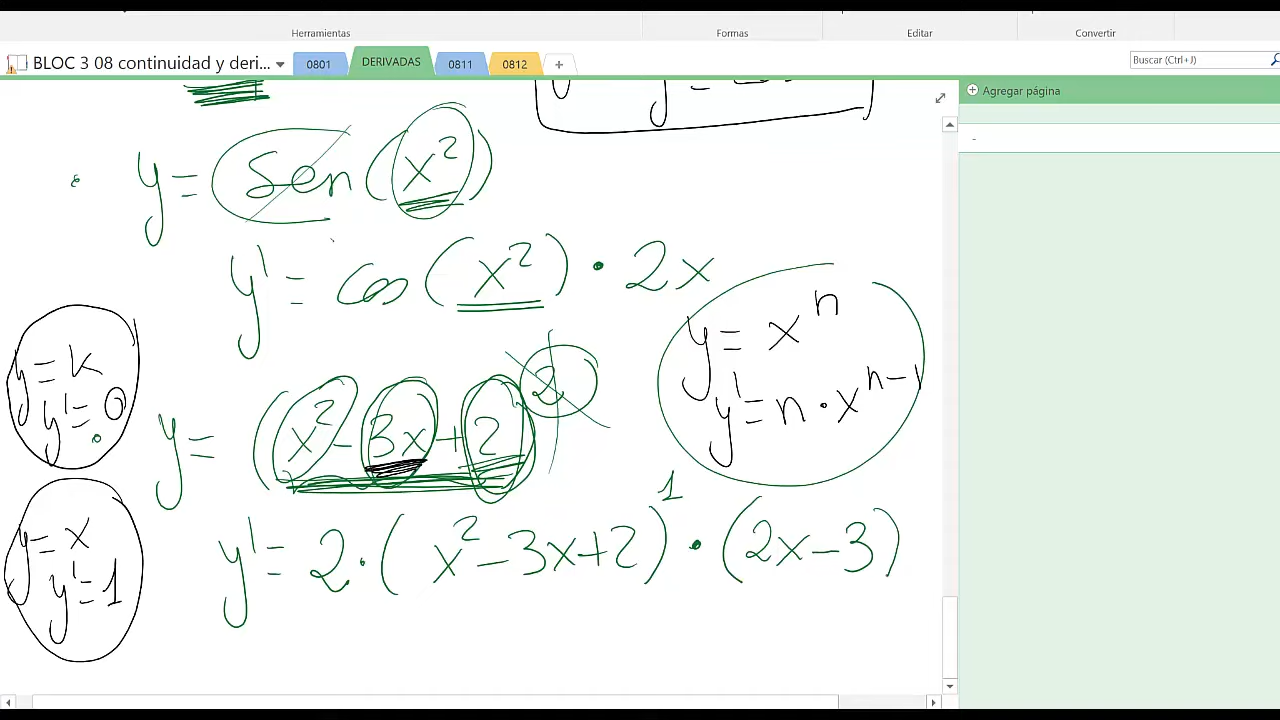 Herramientas Formas Editar Convertir
BLOC 3 08 continuidad y deri... 0801 DERIVADAS 0811 0812 +
Buscar (Ctrl+J)
Agregar página
y = sen (x²)
y' = cos (x²) · 2x
y = xⁿ
y' = n · xⁿ⁻¹
y = k
y' = 0
y = (x² - 3x + 2)²
y = x
y' = 1
y' = 2 · (x² - 3x + 2)¹ · (2x - 3)